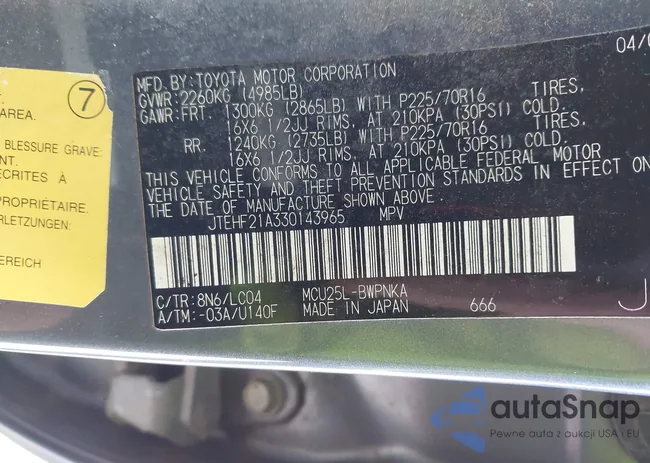 7
AREA.
BLESSURE GRAVE
ENT.
ÉCRITES À
PROPRIÉTAIRE.
RLETZUNGEN:
BEREICH
04/0
MFD.BY:TOYOTA MOTOR CORPORATION
GVWR:2260KG (4985LB)
GAWR:FRT. 1300KG (2865LB) WITH P225/70R16 TIRES,
16X6 1/2JJ RIMS, AT 210KPA (30PSI) COLD.
RR. 1240KG (2735LB) WITH P225/70R16 TIRES,
16X6 1/2JJ RIMS, AT 210KPA (30PSI) COLD.
THIS VEHICLE CONFORMS TO ALL APPLICABLE FEDERAL MOTOR
VEHICLE SAFETY AND THEFT PREVENTION STANDARDS IN EFFECT ON
THE DATE OF MANUFACTURE SHOWN ABOVE.
JTEHF21A330143965 MPV
C/TR:8N6/LC04 MCU25L-BWPNKA
A/TM:-03A/U140F MADE IN JAPAN 666
J
autaSnap
Pewne auta z aukcji USA i EU